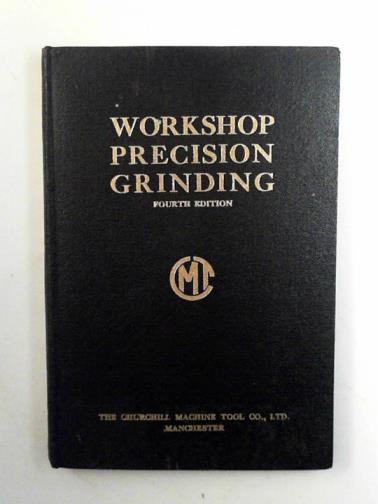 WORKSHOP
PRECISION
GRINDING
FOURTH EDITION
CMT
THE CHURCHILL MACHINE TOOL CO., LTD.
MANCHESTER